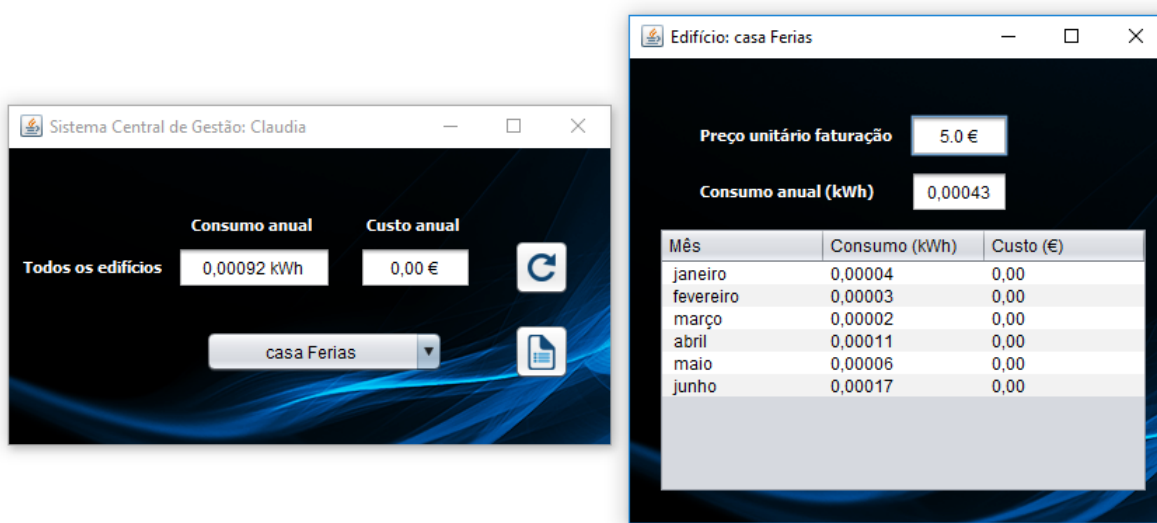 Sistema Central de Gestão: Claudia
Consumo anual Custo anual
Todos os edifícios 0,00092 kWh 0,00 €
casa Ferias
Edifício: casa Ferias
Preço unitário faturação 5.0 €
Consumo anual (kWh) 0,00043
Mês Consumo (kWh) Custo (€)
janeiro 0,00004 0,00
fevereiro 0,00003 0,00
março 0,00002 0,00
abril 0,00011 0,00
maio 0,00006 0,00
junho 0,00017 0,00